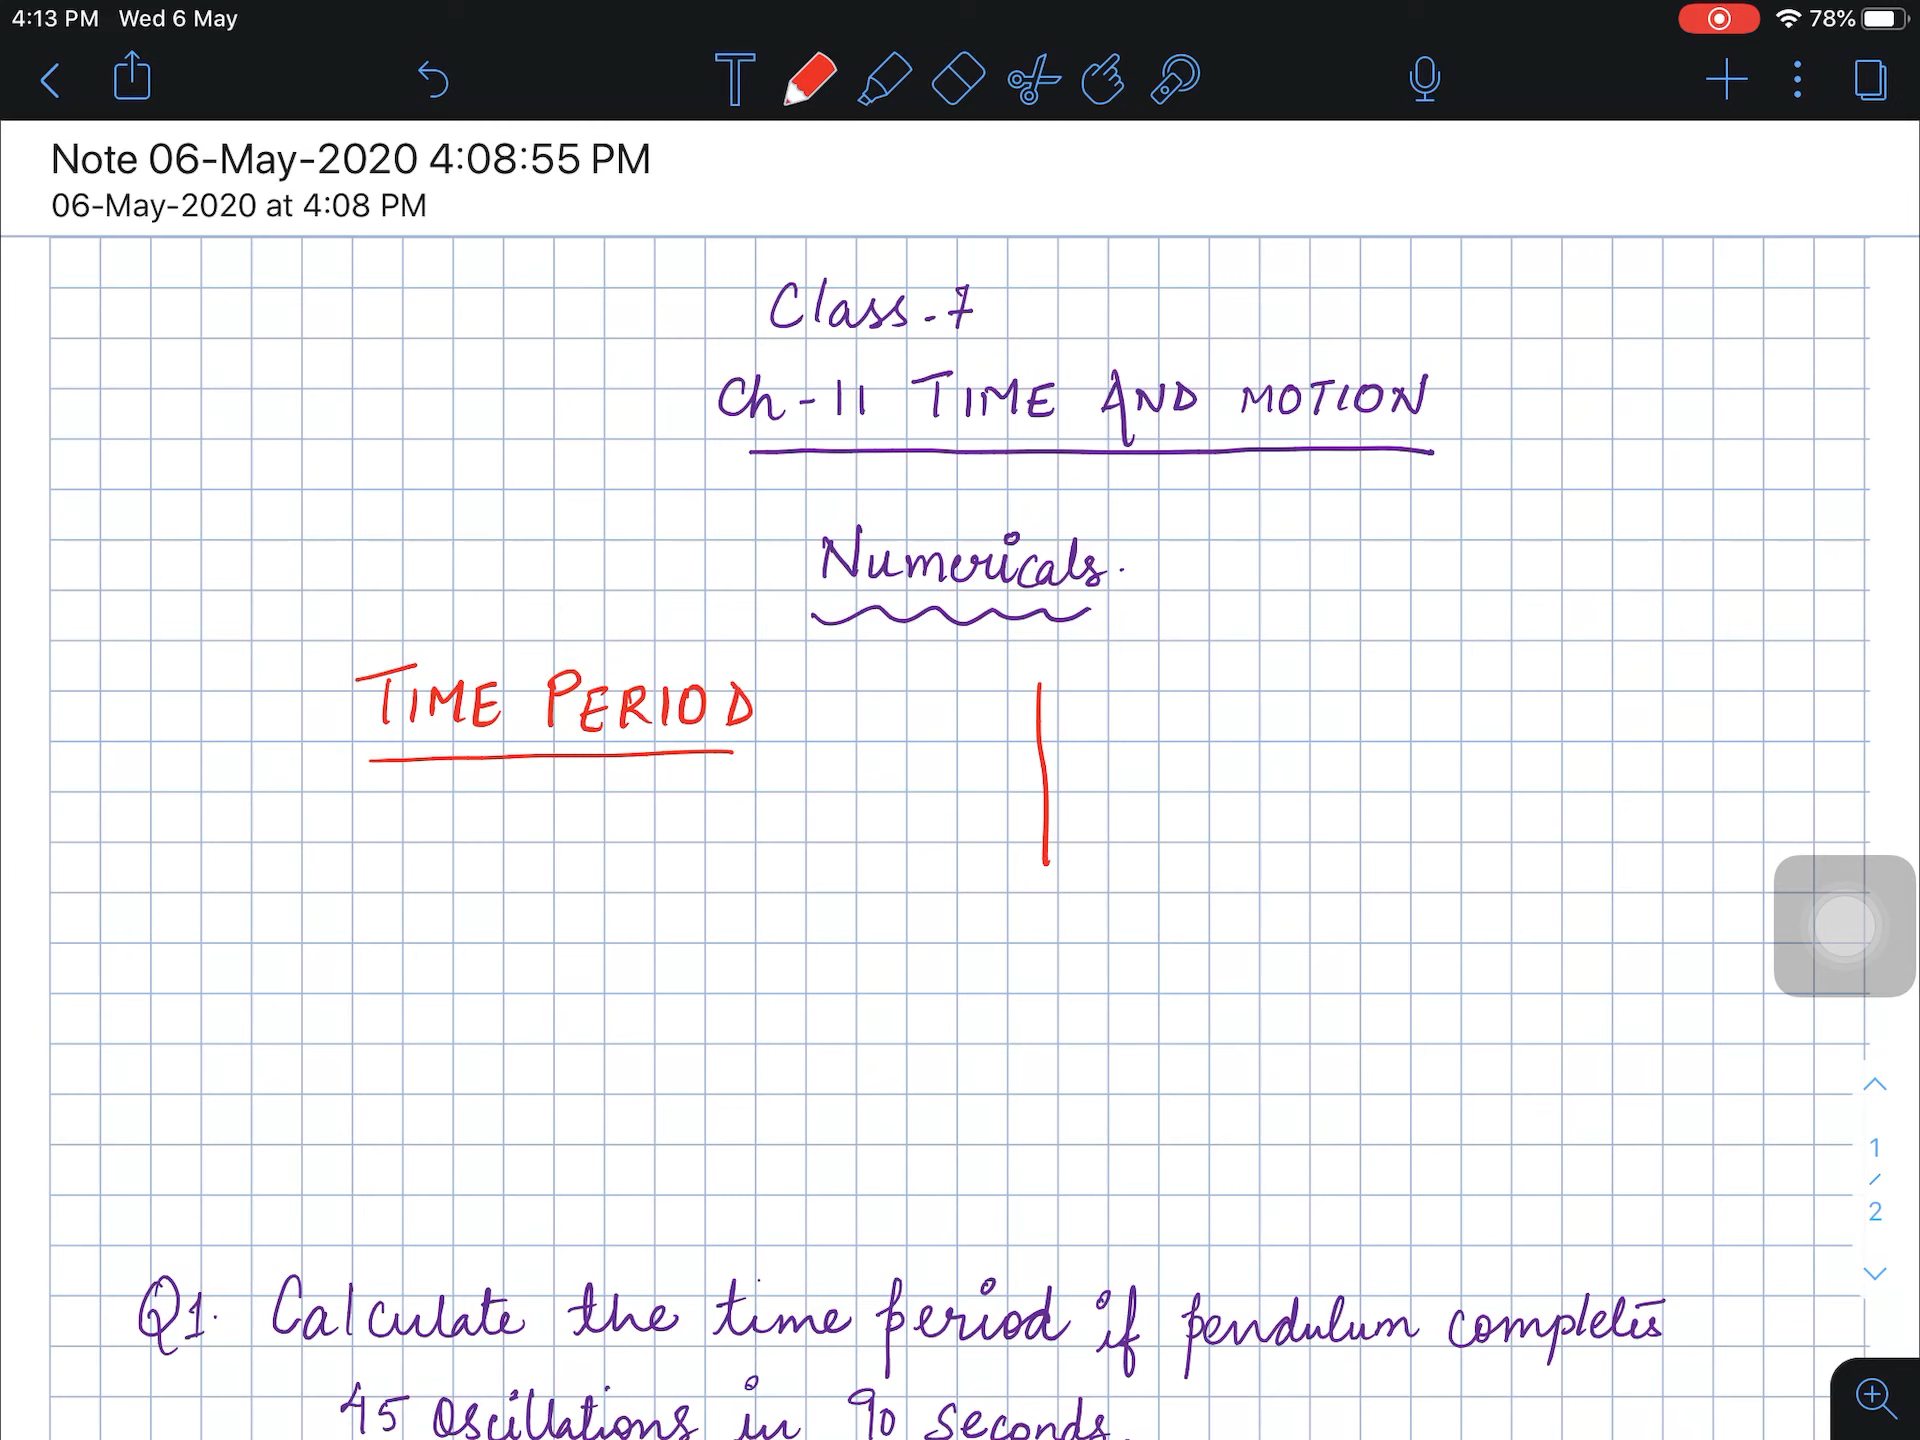 4:13 PM Wed 6 May 78%
Note 06-May-2020 4:08:55 PM
06-May-2020 at 4:08 PM
Class-7
Ch-11 TIME AND MOTION
Numericals.
TIME PERIOD
1
/
2
Q1. Calculate the time period if pendulum completes
45 oscillations in 90 seconds.